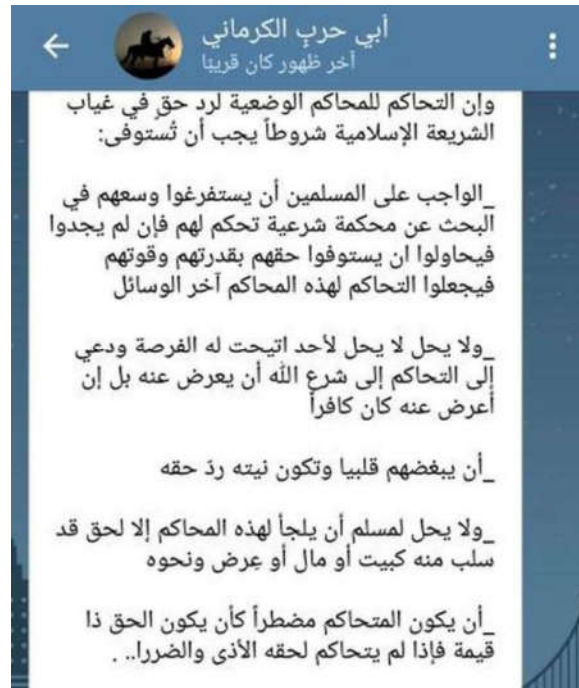 أبي حربٍ الكرماني
آخر ظهور كان قريبًا
وإن التحاكم للمحاكم الوضعية لرد حقٍ في غياب
الشريعة الإسلامية شروطاً يجب أن تُستوفى:
_الواجب على المسلمين أن يستفرغوا وسعهم في
البحث عن محكمة شرعية تحكم لهم فإن لم يجدوا
فيحاولوا ان يستوفوا حقهم بقدرتهم وقوتهم
فيجعلوا التحاكم لهذه المحاكم آخر الوسائل
_ولا يحل لا يحل لأحد اتيحت له الفرصة ودعي
إلى التحاكم إلى شرع الله أن يعرض عنه بل إن
أعرض عنه كان كافراً
_أن يبغضهم قلبيا وتكون نيته ردّ حقه
_ولا يحل لمسلم أن يلجأ لهذه المحاكم إلا لحق قد
سلب منه كبيت أو مال أو عِرض ونحوه
_أن يكون المتحاكم مضطراً كأن يكون الحق ذا
قيمة فإذا لم يتحاكم لحقه الأذى والضررا.. .